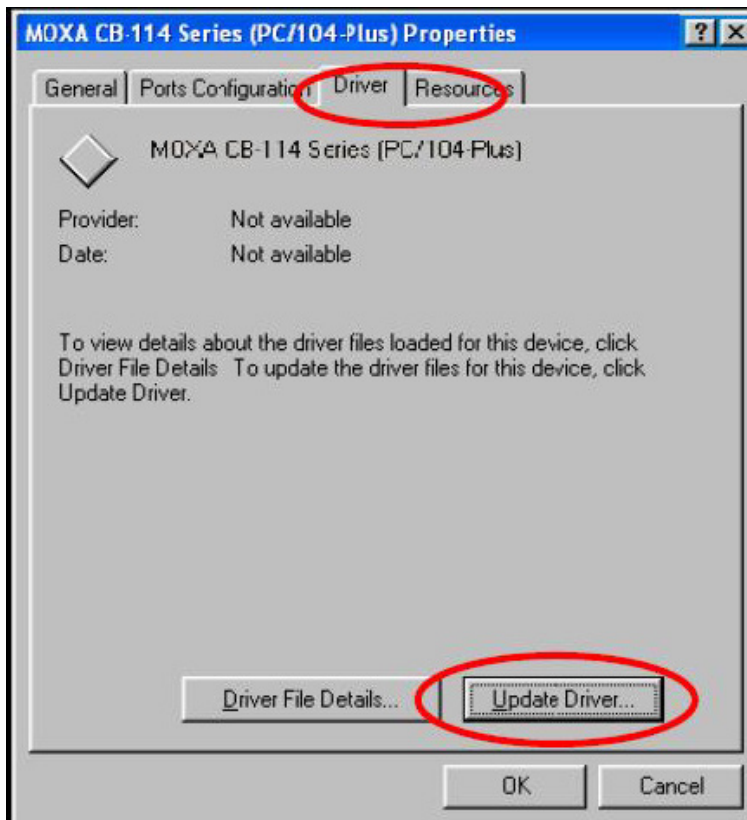 MOXA CB-114 Series (PC/104-Plus) Properties
General Ports Configuration Driver Resources
MOXA CB-114 Series (PC/104-Plus)
Provider: Not available
Date: Not available
To view details about the driver files loaded for this device, click
Driver File Details To update the driver files for this device, click
Update Driver.
Driver File Details... Update Driver...
OK Cancel